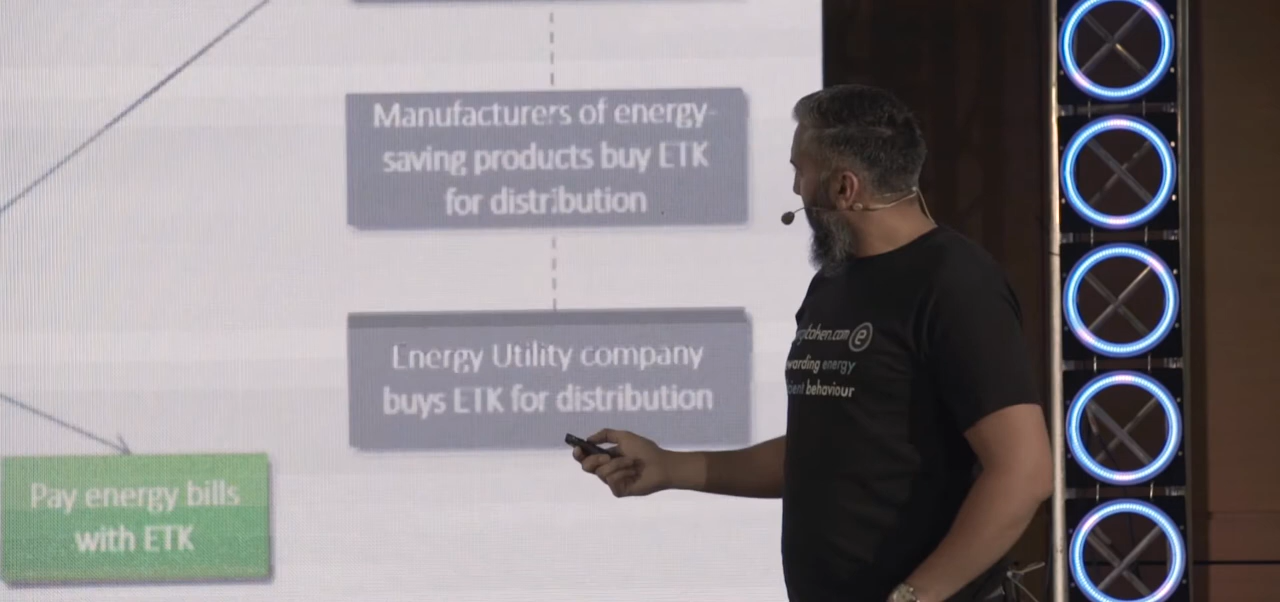 Manufacturers of energy-
saving products buy ETK
for distribution
Energy Utility company
buys ETK for distribution
Pay energy bills
with ETK
e
energy
behaviour